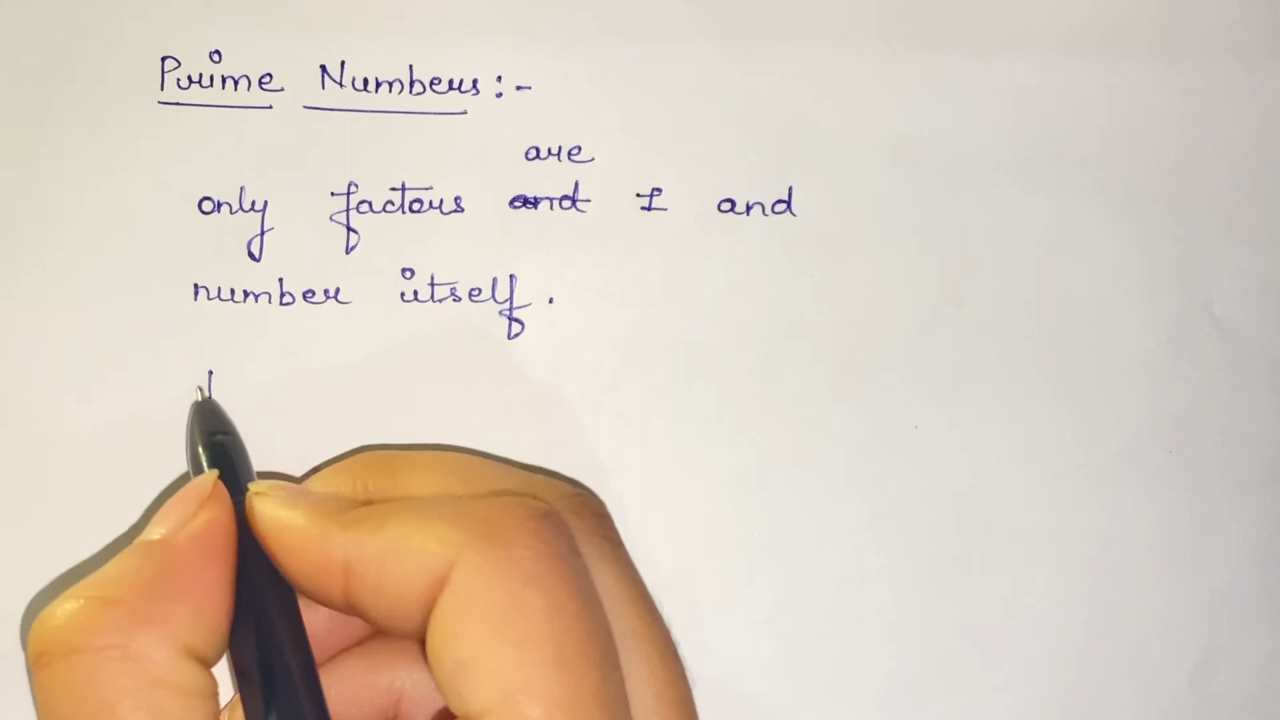 Prime Numbers:-
are
only factors and 1 and
number itself.